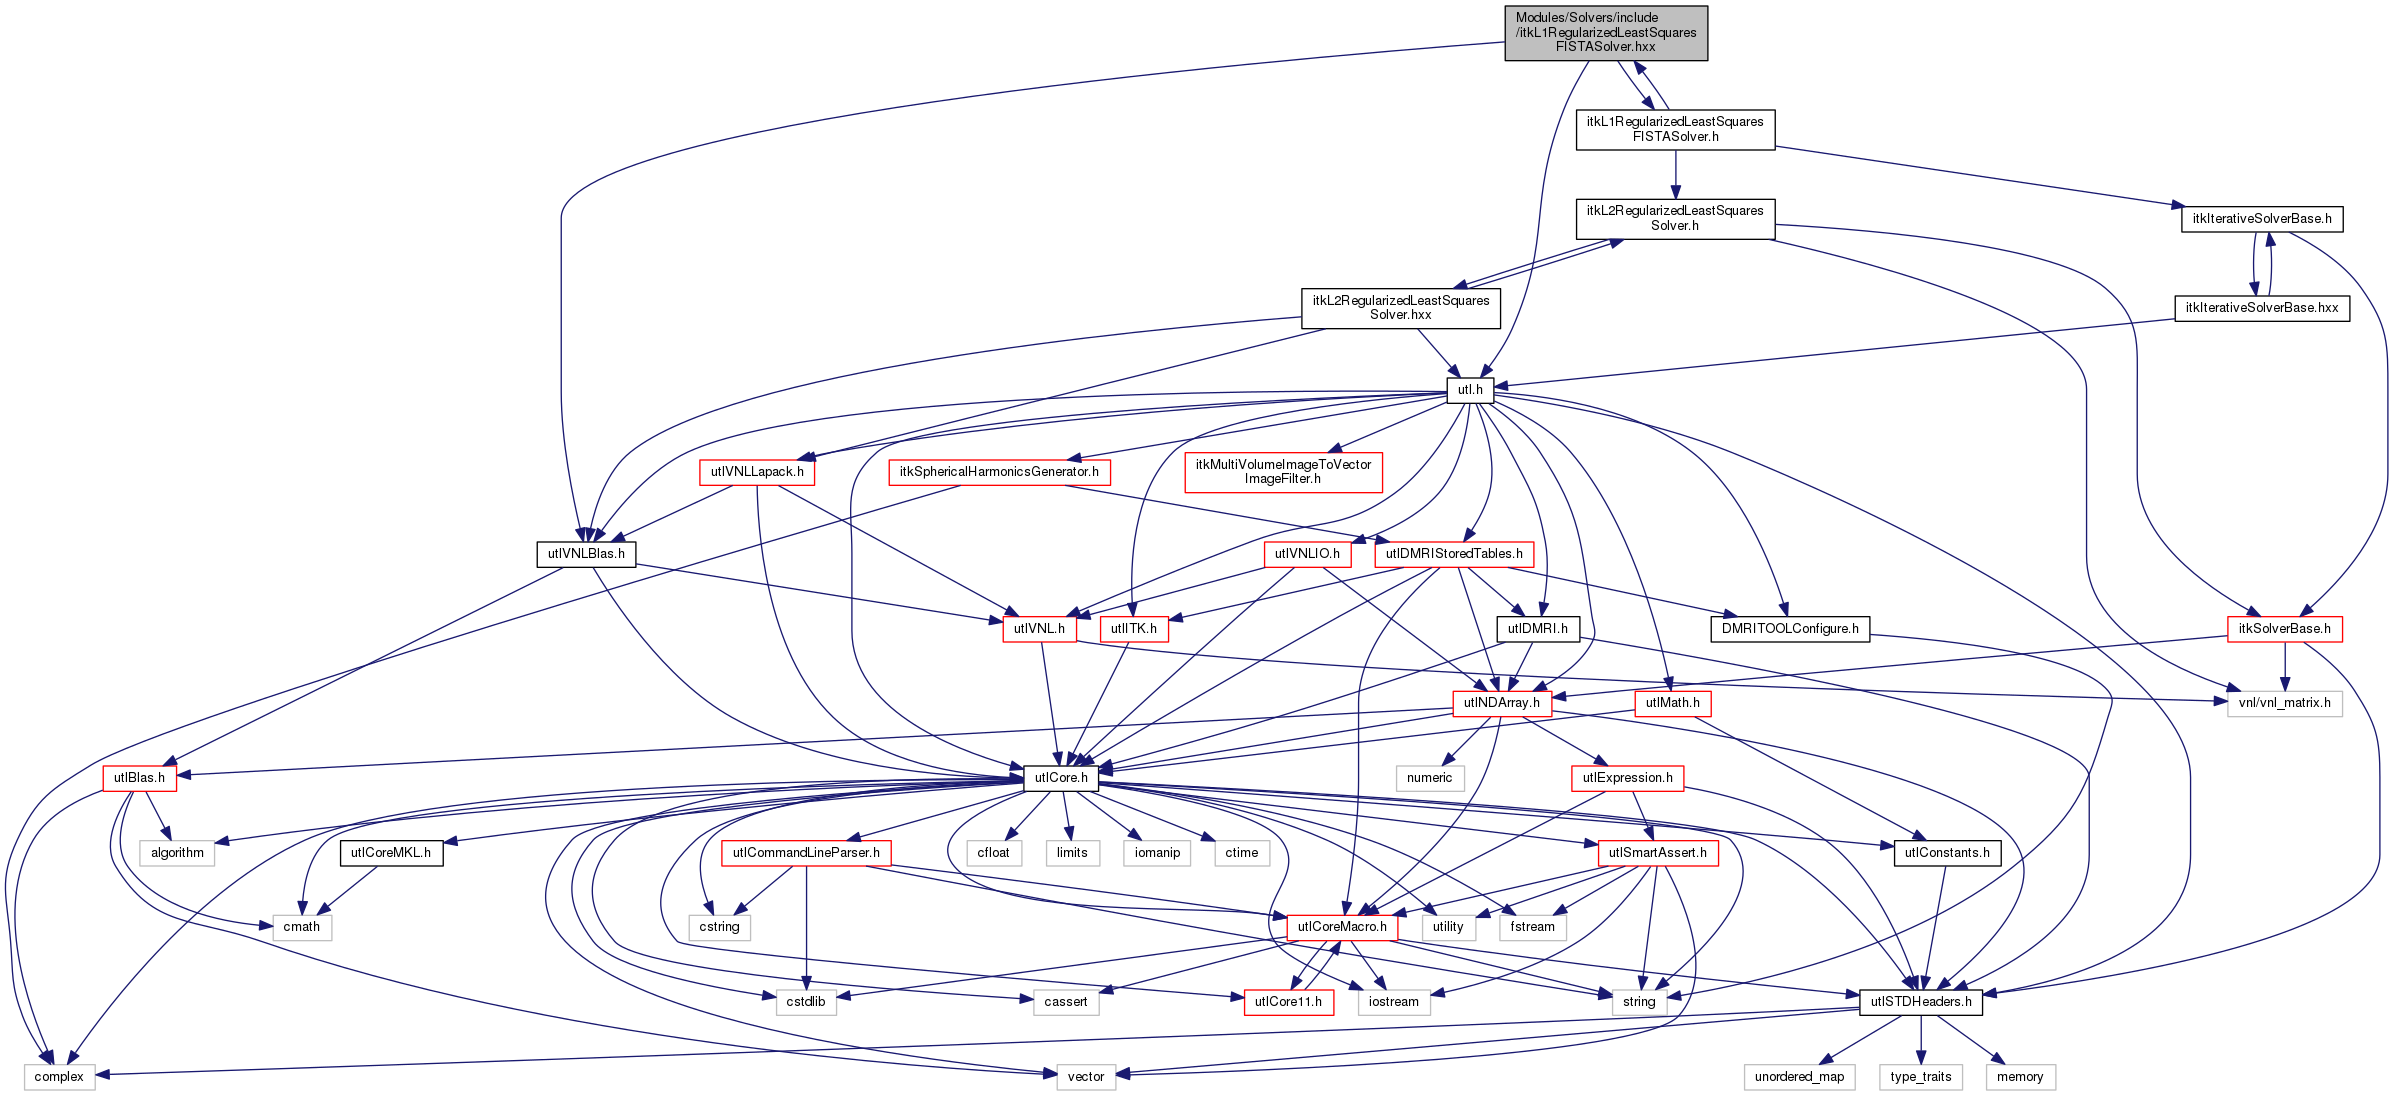 Modules/Solvers/include
/itkL1RegularizedLeastSquares
FISTASolver.hxx
itkL1RegularizedLeastSquares
FISTASolver.h
itkL2RegularizedLeastSquares
Solver.h
itkIterativeSolverBase.h
itkL2RegularizedLeastSquares
Solver.hxx
itkIterativeSolverBase.hxx
utl.h
utlVNLLapack.h
itkSphericalHarmonicsGenerator.h
itkMultiVolumeImageToVector
ImageFilter.h
utlVNLBlas.h
utlVNLIO.h
utlDMRIStoredTables.h
utlVNL.h
utlITK.h
utlDMRI.h
DMRITOOLConfigure.h
itkSolverBase.h
utlNDArray.h
utlMath.h
vnl/vnl_matrix.h
utlBlas.h
utlCore.h
numeric
utlExpression.h
algorithm
utlCoreMKL.h
utlCommandLineParser.h
cfloat
limits
iomanip
ctime
utlSmartAssert.h
utlConstants.h
cmath
cstring
utlCoreMacro.h
utility
fstream
cstdlib
cassert
utlCore11.h
iostream
string
utlSTDHeaders.h
complex
vector
unordered_map
type_traits
memory